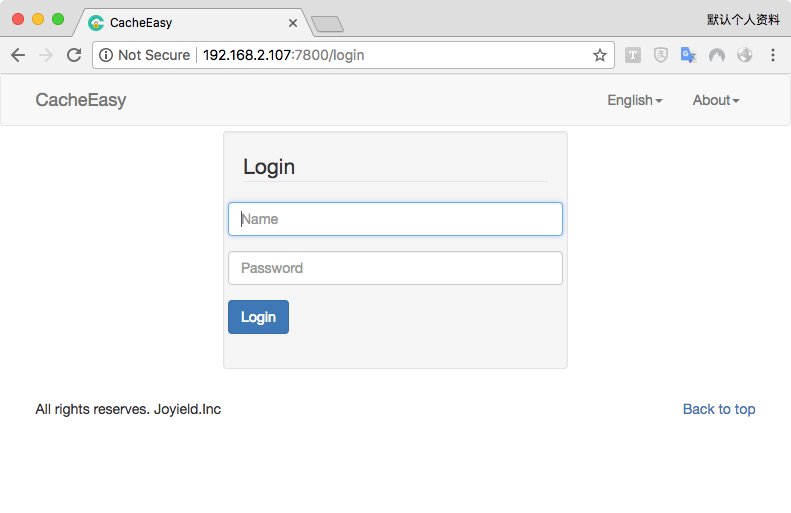 CacheEasy
默认个人资料
Not Secure 192.168.2.107:7800/login
CacheEasy English About
Login
Name
Password
Login
All rights reserves. Joyield.Inc Back to top